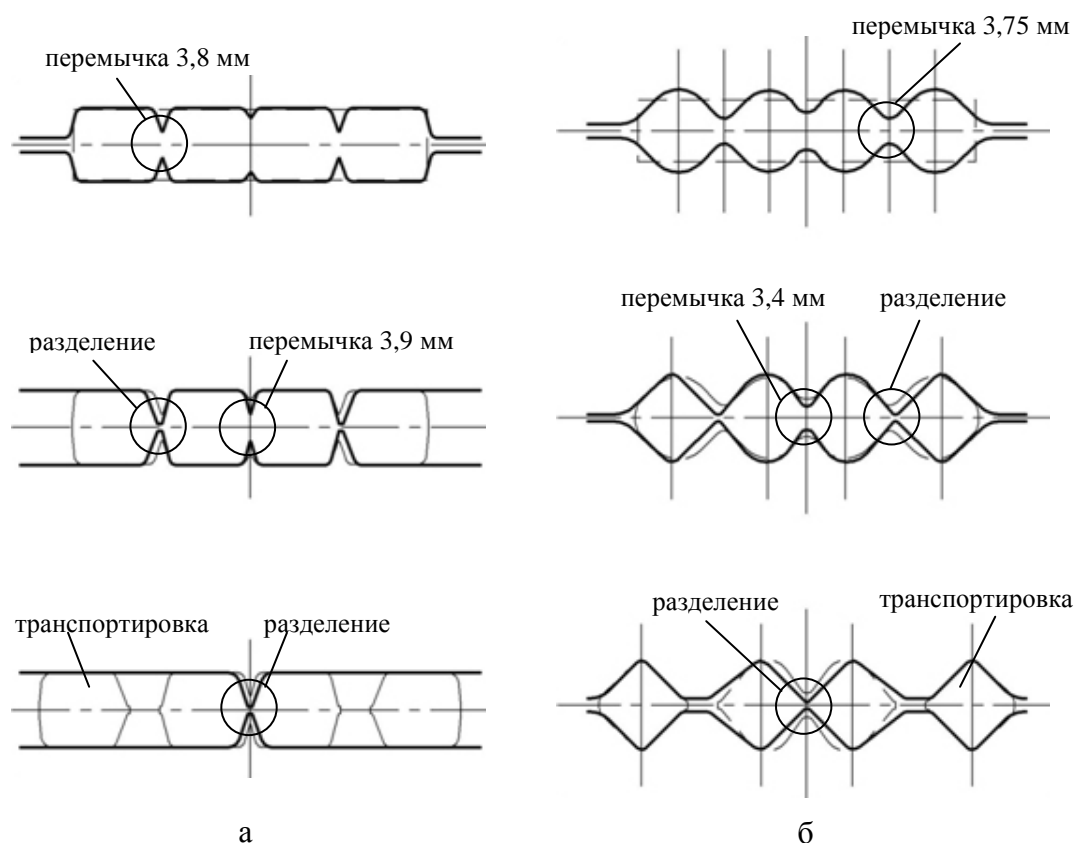 перемычка 3,8 мм
перемычка 3,75 мм
разделение
перемычка 3,9 мм
перемычка 3,4 мм
разделение
транспортировка
разделение
разделение
транспортировка
а
б